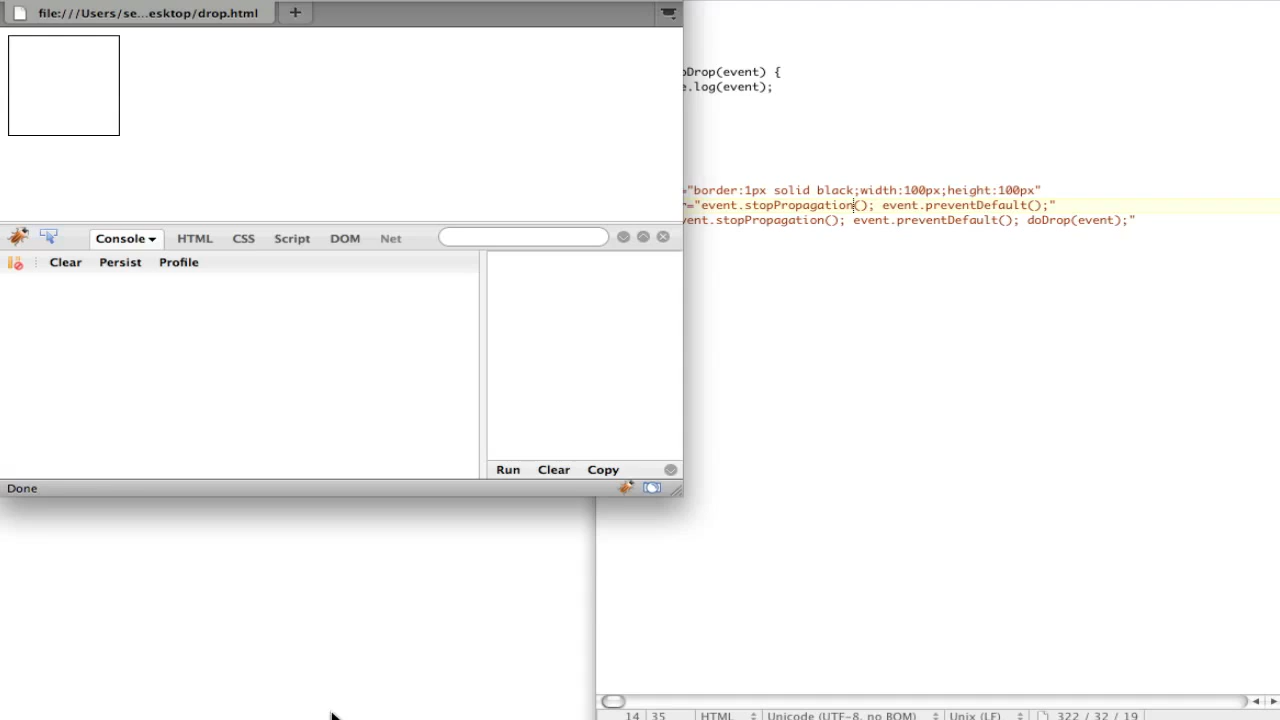 file:///Users/se...esktop/drop.html
Drop(event) {
.log(event);
="border:1px solid black;width:100px;height:100px"
="event.stopPropagation(); event.preventDefault();"
vent.stopPropagation(); event.preventDefault(); doDrop(event);"
Console HTML CSS Script DOM Net
Clear Persist Profile
Run Clear Copy
Done
14 35 HTML Unicode (UTF-8, no BOM) Unix (LF) 322 / 32 / 19